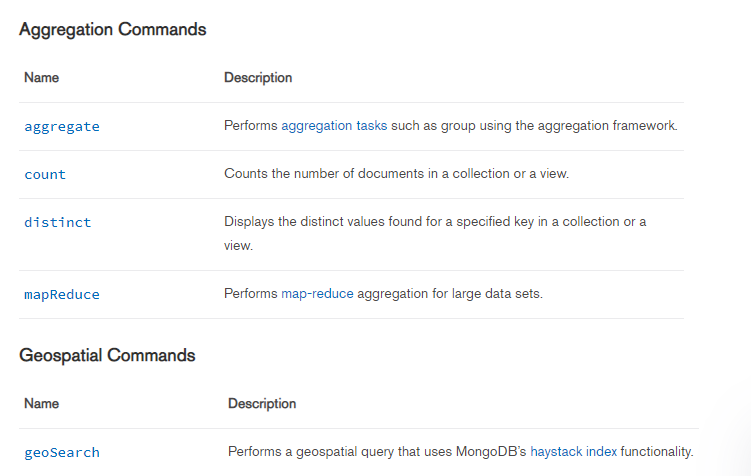 Aggregation Commands
Name Description
aggregate Performs aggregation tasks such as group using the aggregation framework.
count Counts the number of documents in a collection or a view.
distinct Displays the distinct values found for a specified key in a collection or a
view.
mapReduce Performs map-reduce aggregation for large data sets.
Geospatial Commands
Name Description
geoSearch Performs a geospatial query that uses MongoDB’s haystack index functionality.